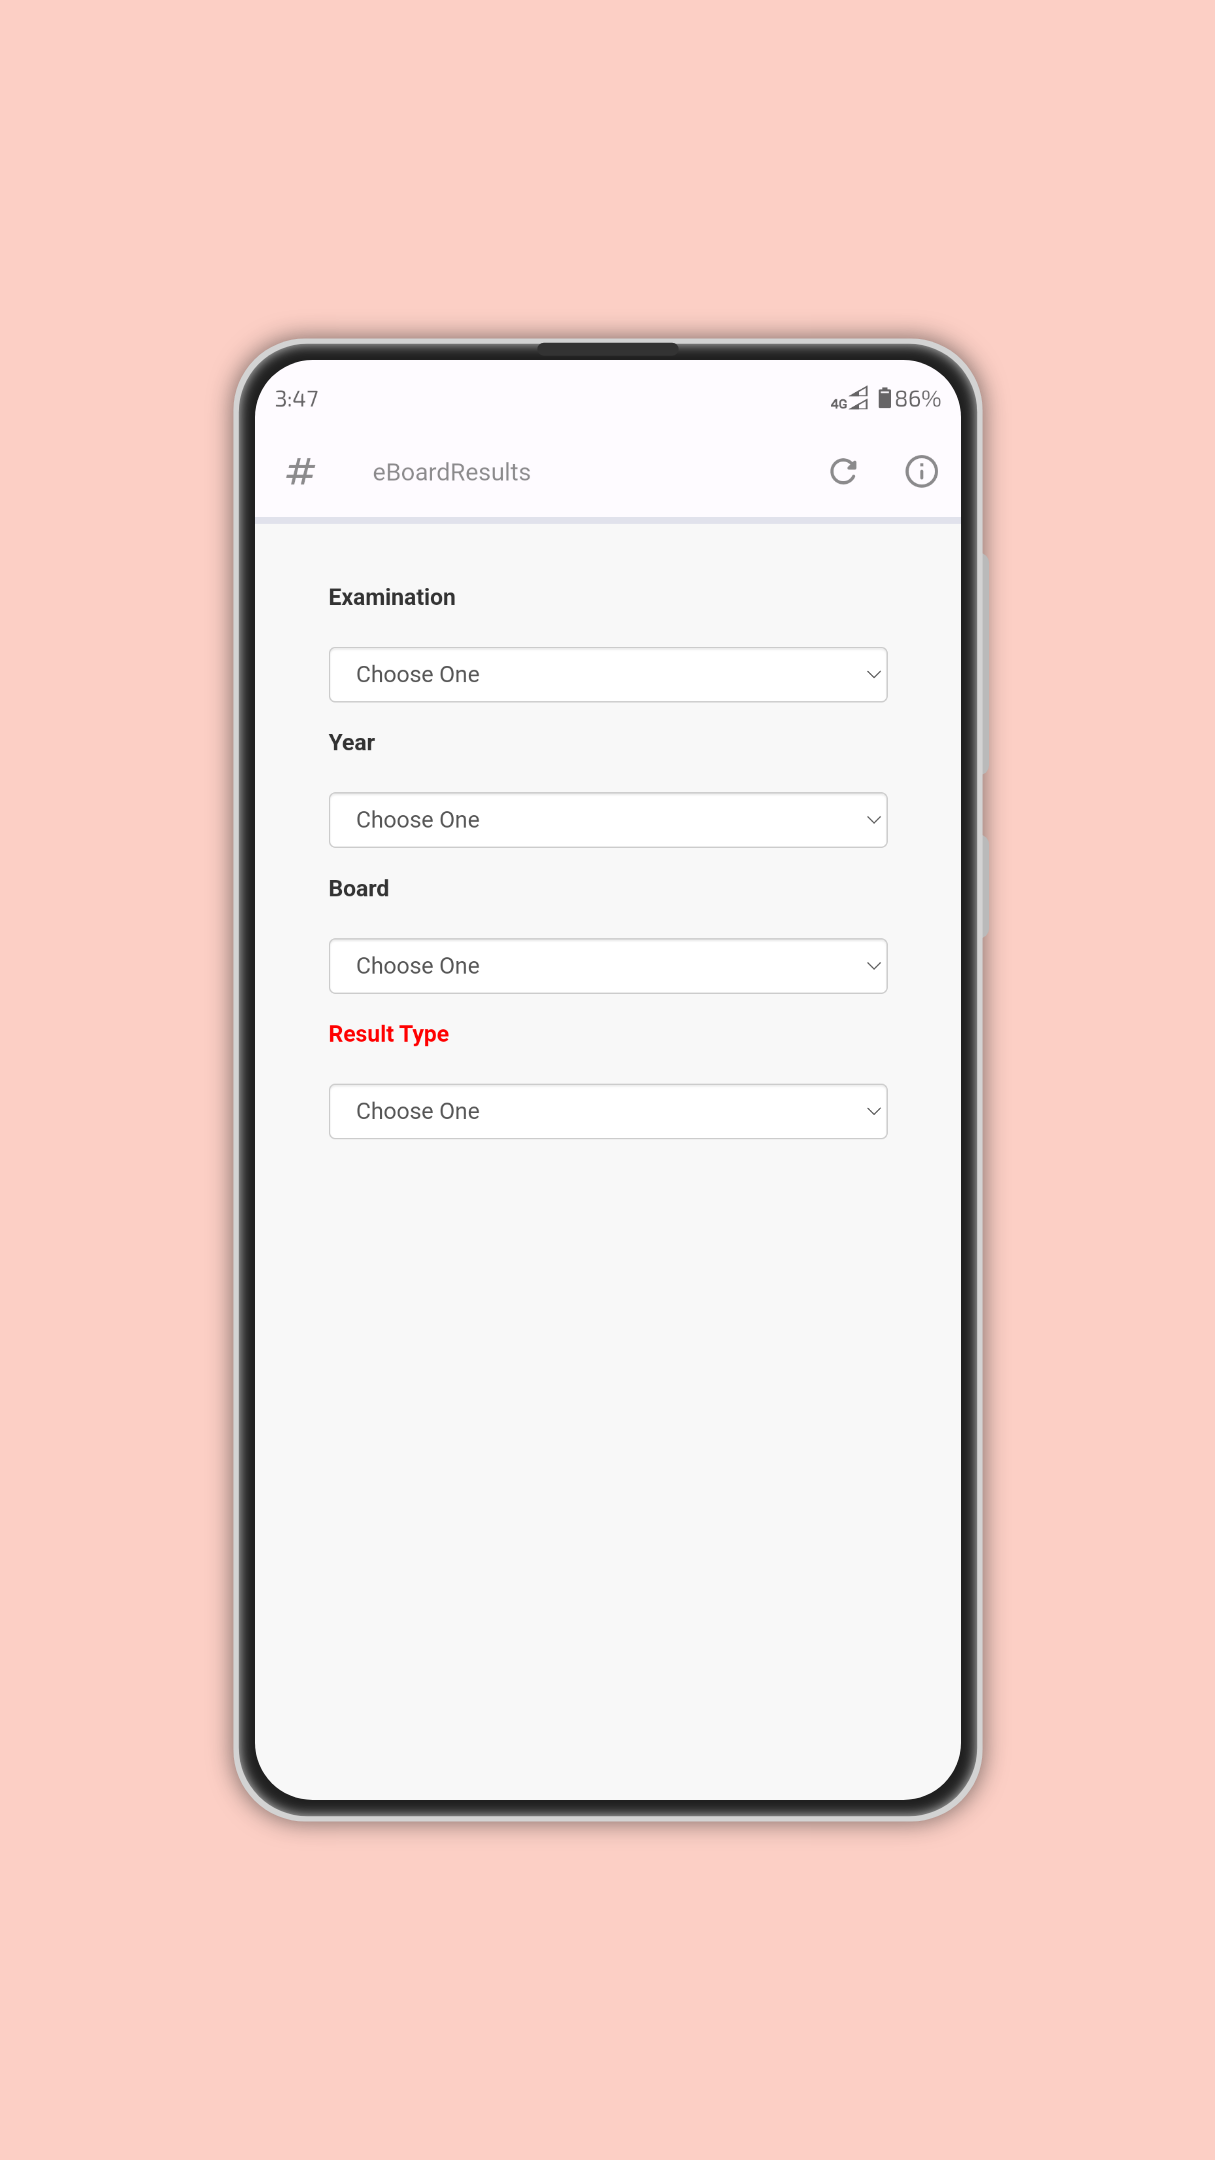 3:47
4G 86%
# eBoardResults
Examination
Choose One
Year
Choose One
Board
Choose One
Result Type
Choose One